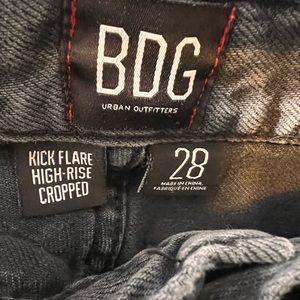 BDG
URBAN OUTFITTERS
KICK FLARE
HIGH-RISE
CROPPED
28
MADE IN CHINA
FABRIQUÉ EN CHINE